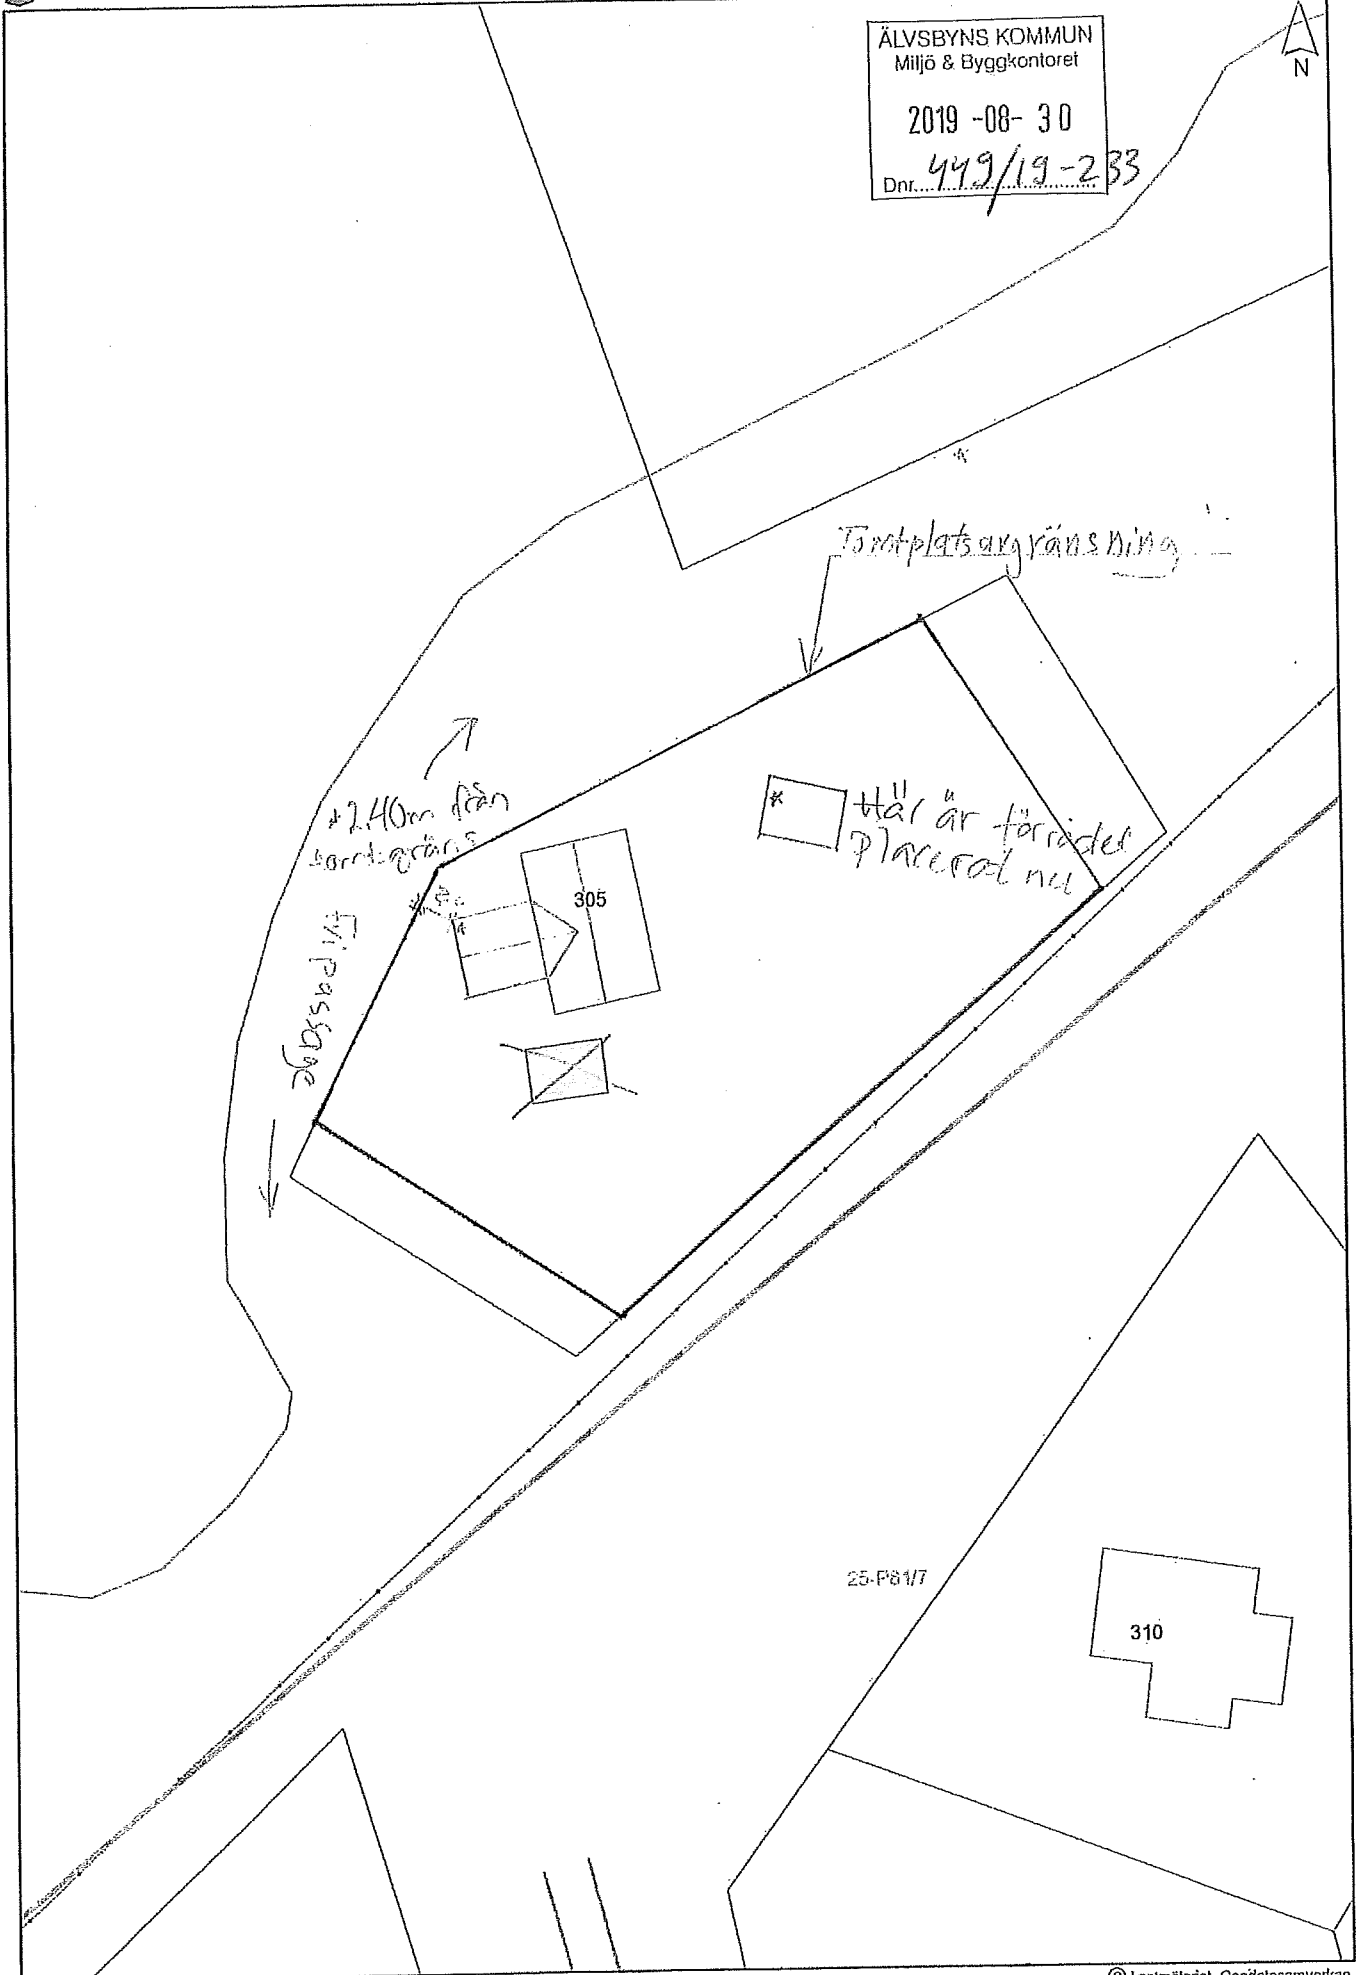 ÄLVSBYNS KOMMUN
Miljö & Byggkontoret
2019 -08- 30
Dnr. 449/19-233
N
Tomtplatsavgränsning
2.40m från
tomtgräns
Fri passage
305
Här är förrådet
Placerat nu
25-P81/7
310